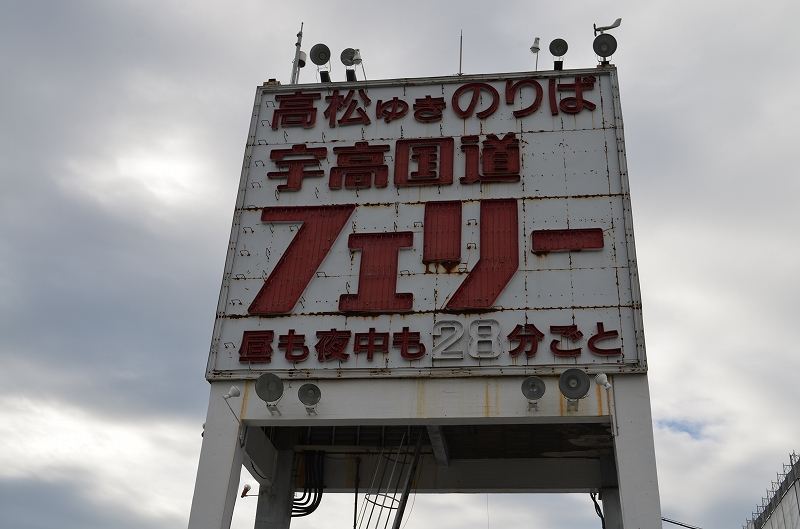 高松ゆきのりば
宇高国道
フェリー
昼も夜中も28分ごと